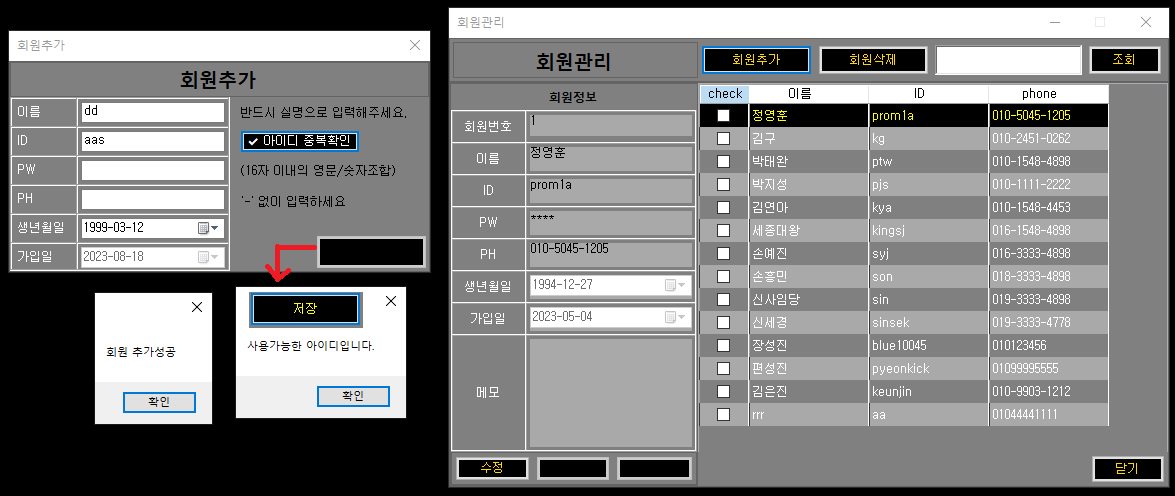 회원추가
회원추가
이름 dd 반드시 실명으로 입력해주세요.
ID aas 아이디 중복확인
PW (16자 이내의 영문/숫자조합)
PH '-' 없이 입력하세요
생년월일 1999-03-12
가입일 2023-08-18
회원 추가성공
확인
저장
사용가능한 아이디입니다.
확인
회원관리
회원관리 회원추가 회원삭제 조회
회원정보
회원번호 1
이름 정영훈
ID prom1a
PW ****
PH 010-5045-1205
생년월일 1994-12-27
가입일 2023-05-04
메모
수정
check 이름 ID phone
정영훈 prom1a 010-5045-1205
김구 kg 010-2451-0262
박태완 ptw 010-1548-4898
박지성 pjs 010-1111-2222
김연아 kya 010-1548-4453
세종대왕 kingsj 016-1548-4898
손예진 syj 016-3333-4898
손흥민 son 018-3333-4898
신사임당 sin 019-3333-4898
신세경 sinsek 019-3333-4778
장성진 blue10045 010123456
편성진 pyeonkick 01099995555
김은진 keunjin 010-9903-1212
rrr aa 01044441111
닫기